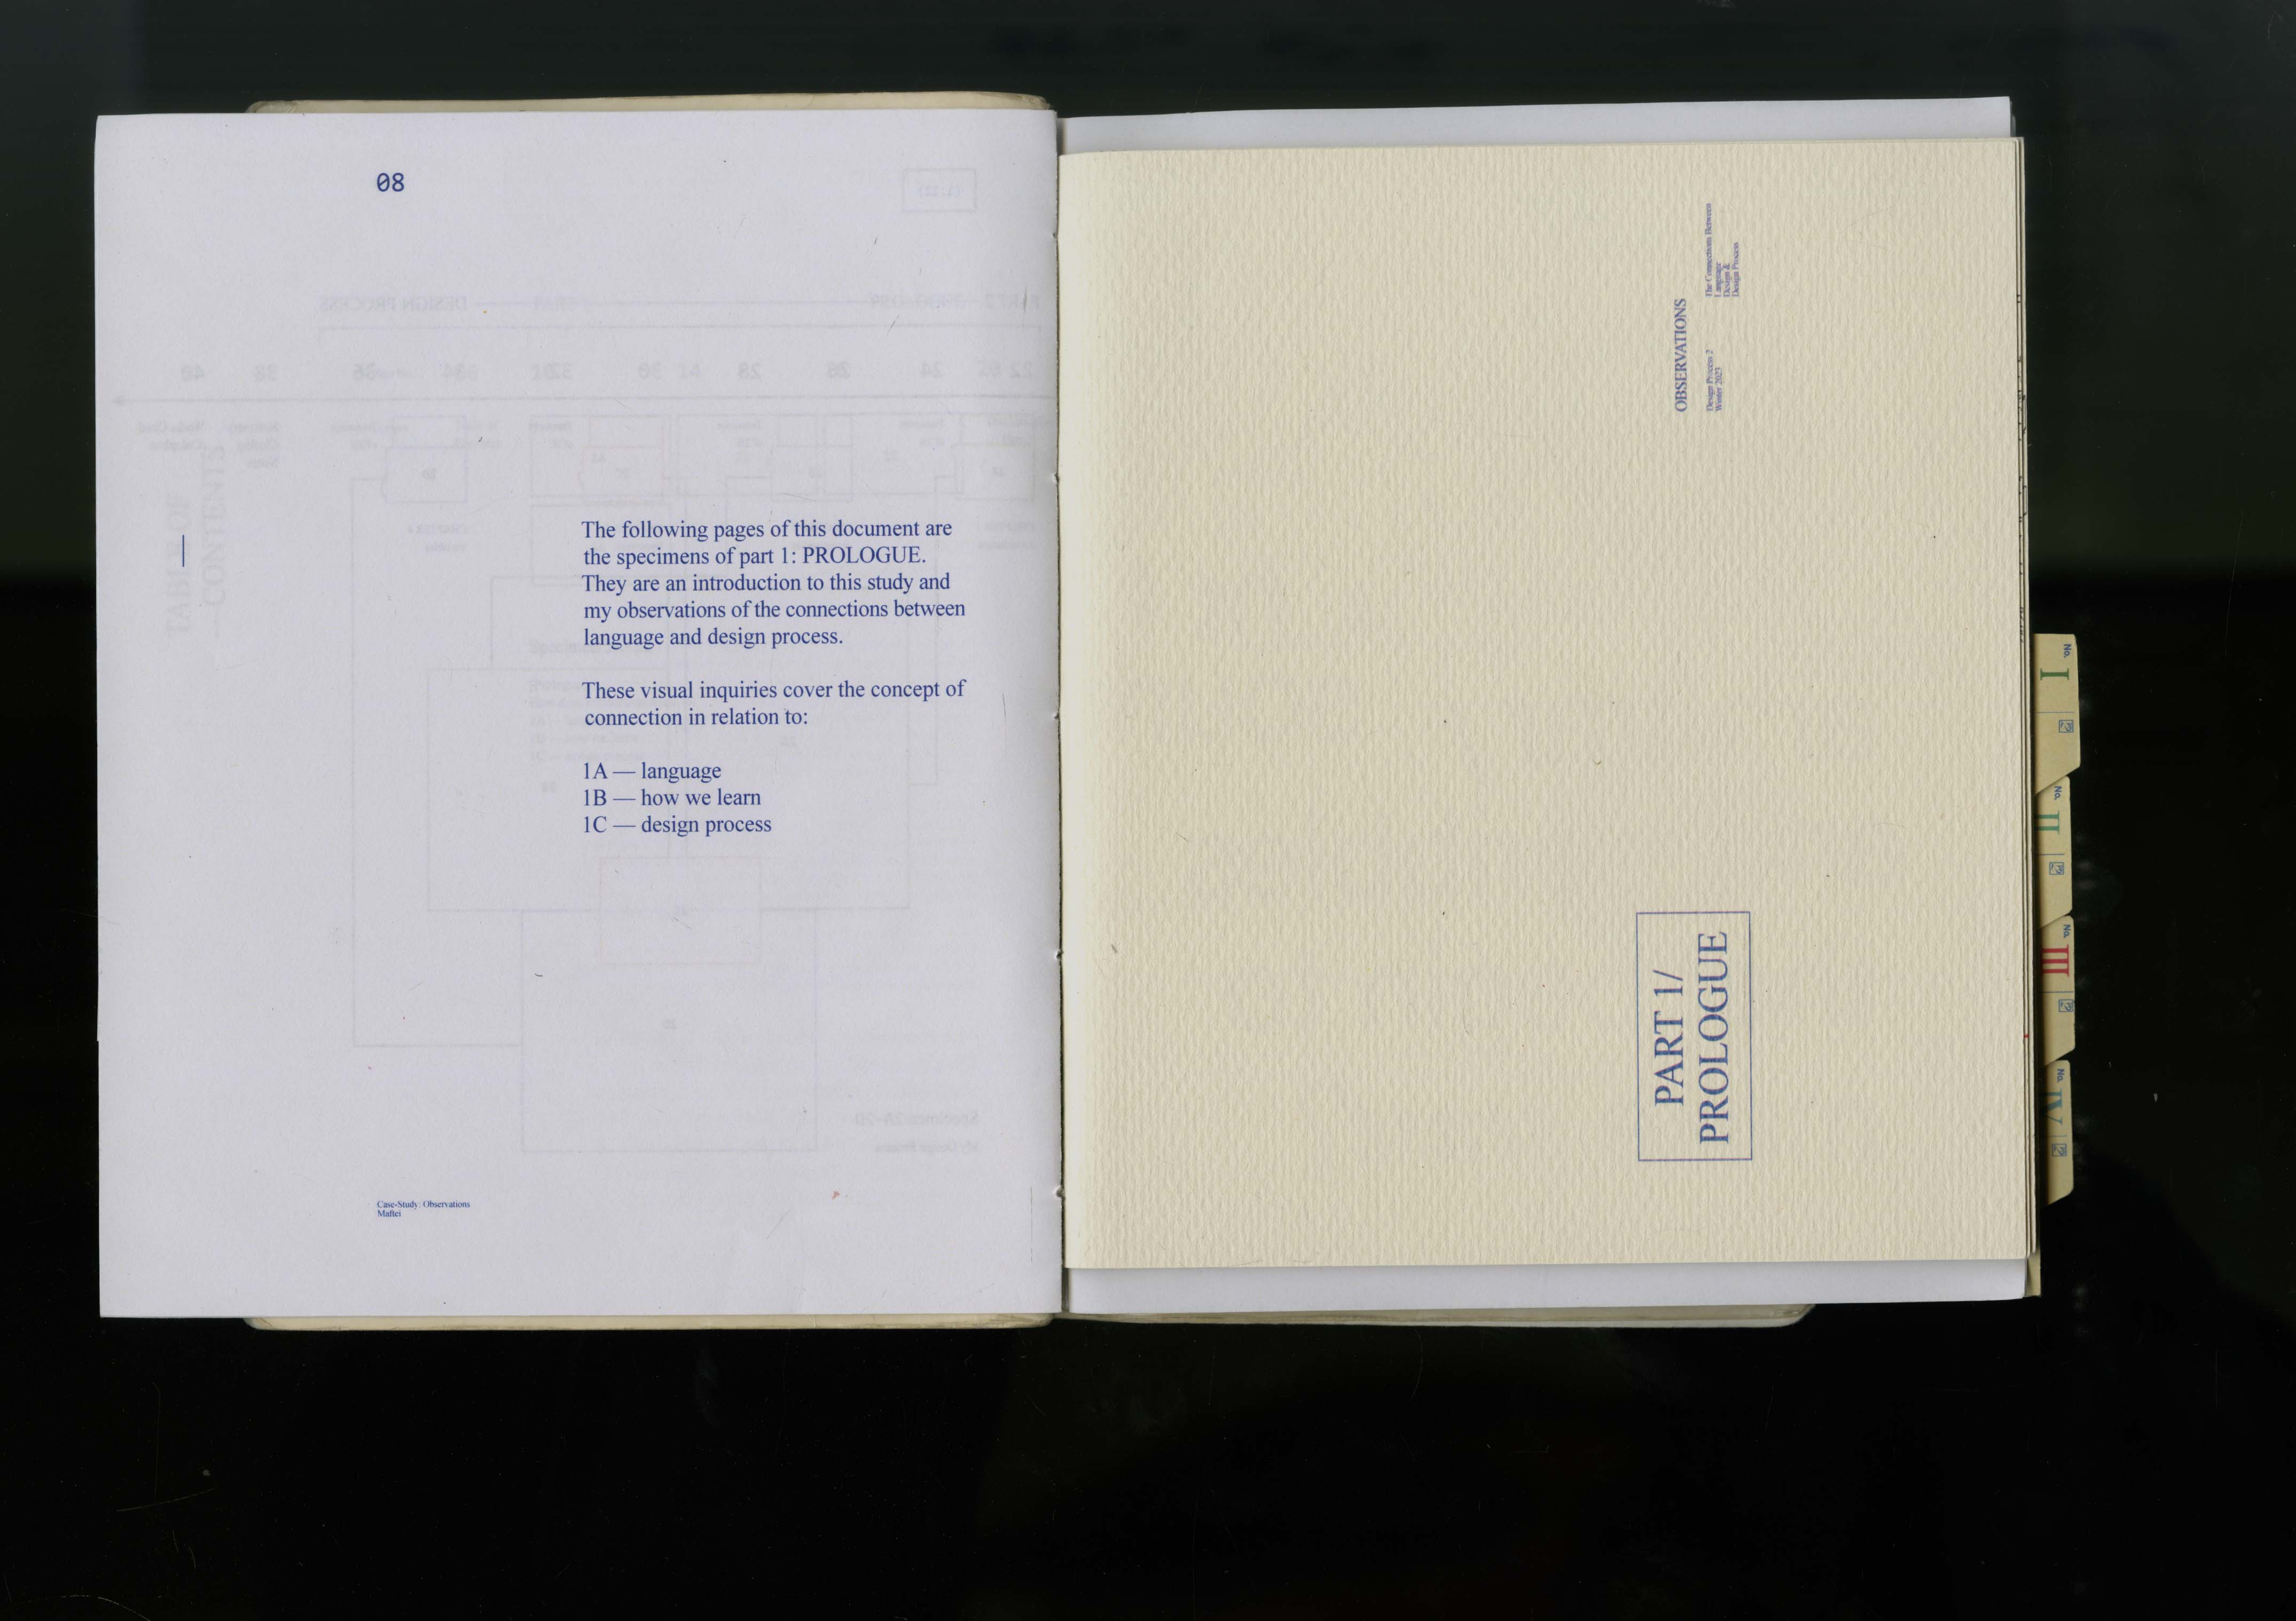 08
The following pages of this document are
the specimens of part 1: PROLOGUE.
They are an introduction to this study and
my observations of the connections between
language and design process.
These visual inquiries cover the concept of
connection in relation to:
1A — language
1B — how we learn
1C — design process
Case-Study: Observations
Maftei
OBSERVATIONS
Design Process 2
Winter 2023
The Connections Between
Language
Design &
Design Process
PART 1/
PROLOGUE
No. I
No. II
No. III
No. IV